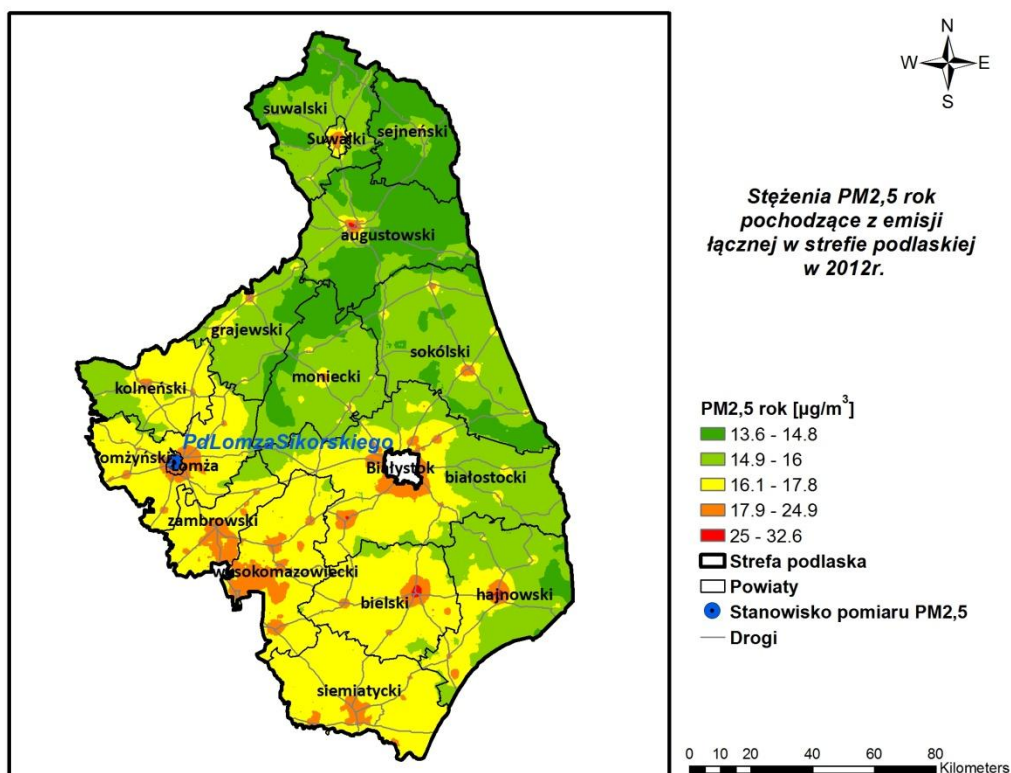 N
W E
S
Stężenia PM2,5 rok
pochodzące z emisji
łącznej w strefie podlaskiej
w 2012r.
suwalski
Suwałki
sejneński
augustowski
grajewski
sokólski
moniecki
kolneński
PdLomzaSikorskiego
łomżyński
Łomża
Białystok
białostocki
zambrowski
wysokomazowiecki
bielski
hajnowski
siemiatycki
PM2,5 rok [µg/m³]
13.6 - 14.8
14.9 - 16
16.1 - 17.8
17.9 - 24.9
25 - 32.6
Strefa podlaska
Powiaty
Stanowisko pomiaru PM2,5
Drogi
0 10 20 40 60 80
Kilometers